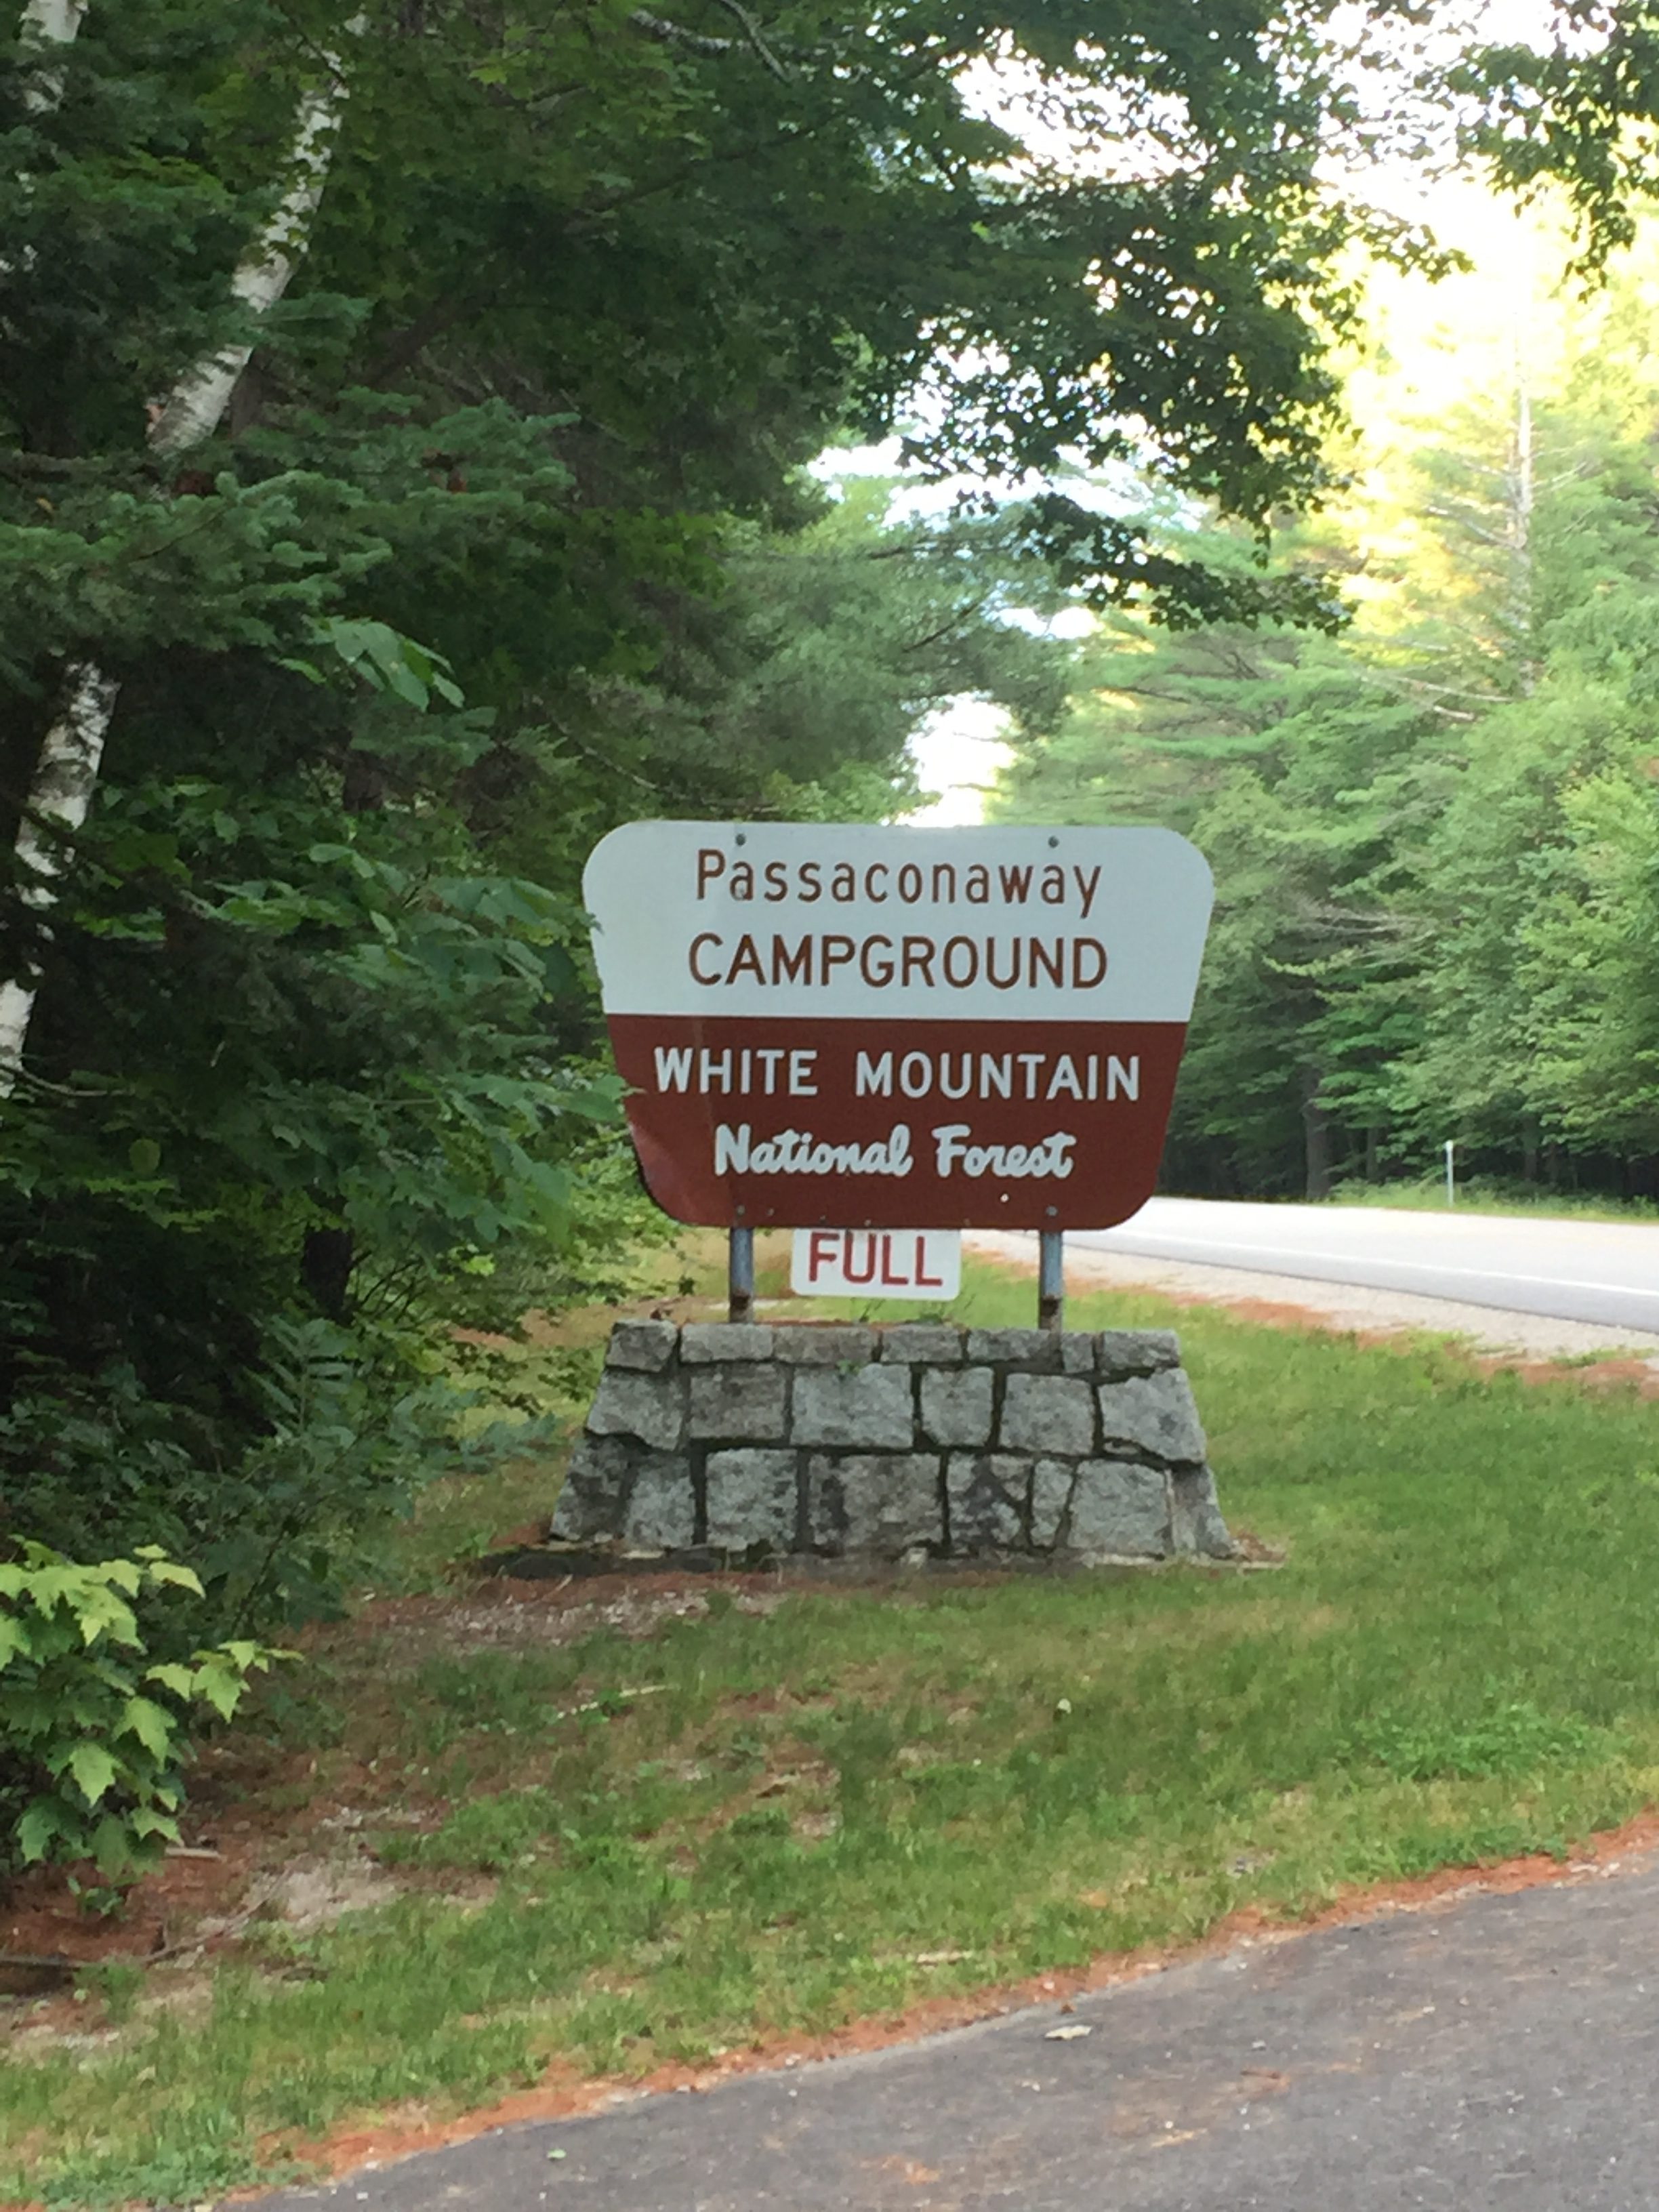 Passaconaway
CAMPGROUND
WHITE MOUNTAIN
National Forest
FULL